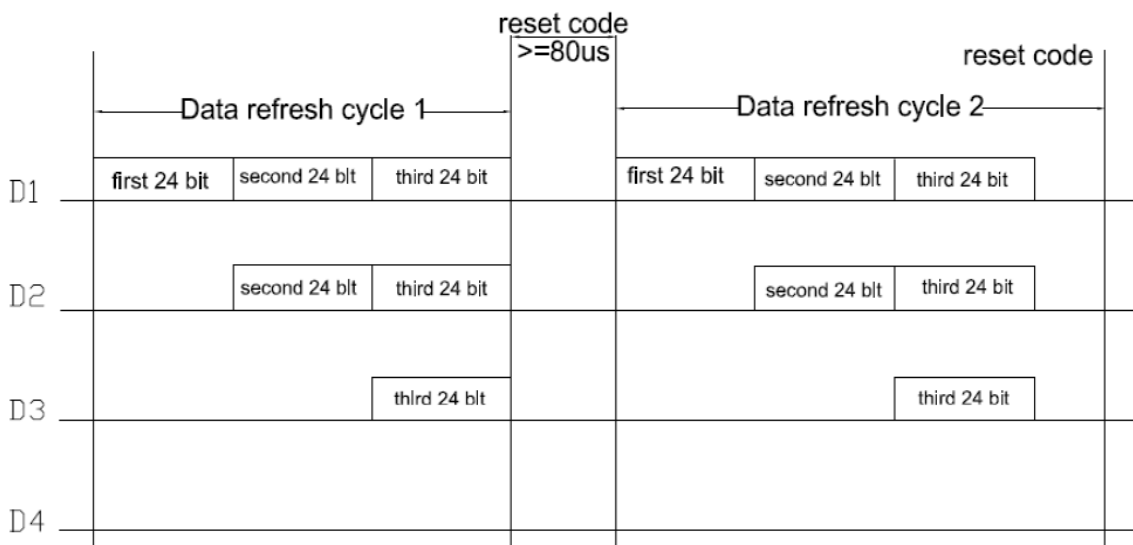 reset code
>=80us
reset code
Data refresh cycle 1
Data refresh cycle 2
D1
first 24 bit
second 24 blt
third 24 bit
first 24 bit
second 24 blt
third 24 bit
D2
second 24 blt
third 24 bit
second 24 blt
third 24 bit
D3
thlrd 24 blt
third 24 bit
D4